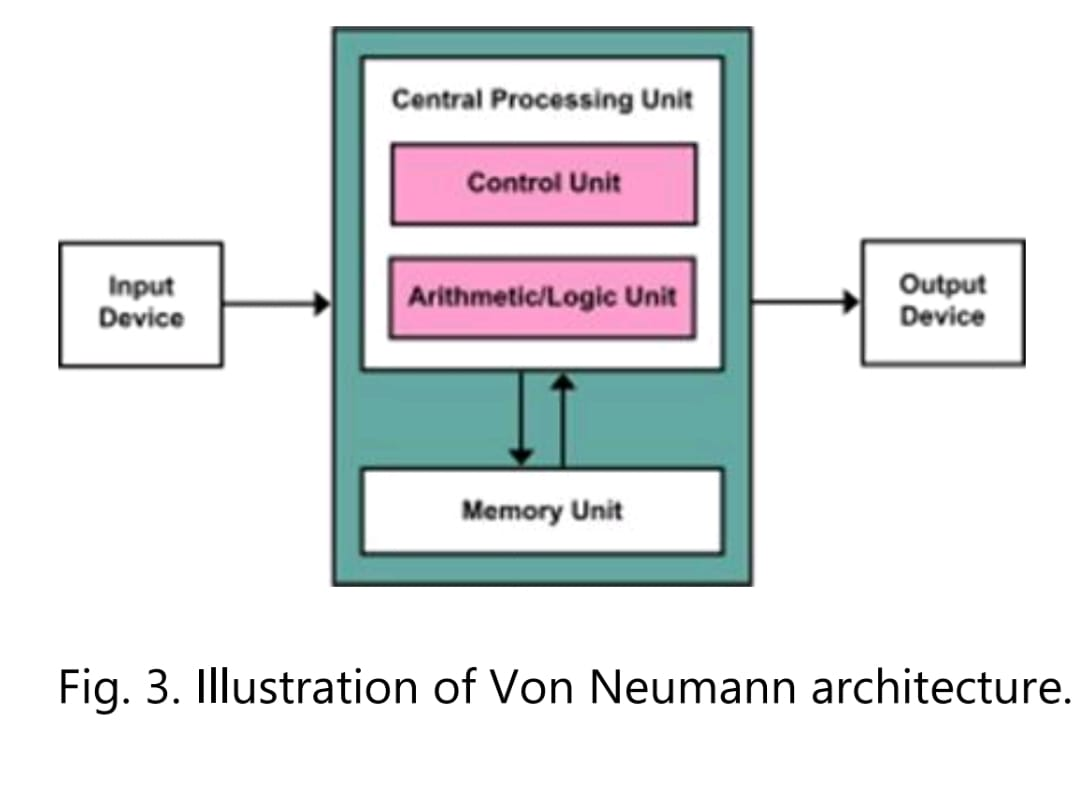 Central Processing Unit
Control Unit
Arithmetic/Logic Unit
Input
Device
Output
Device
Memory Unit
Fig. 3. Illustration of Von Neumann architecture.